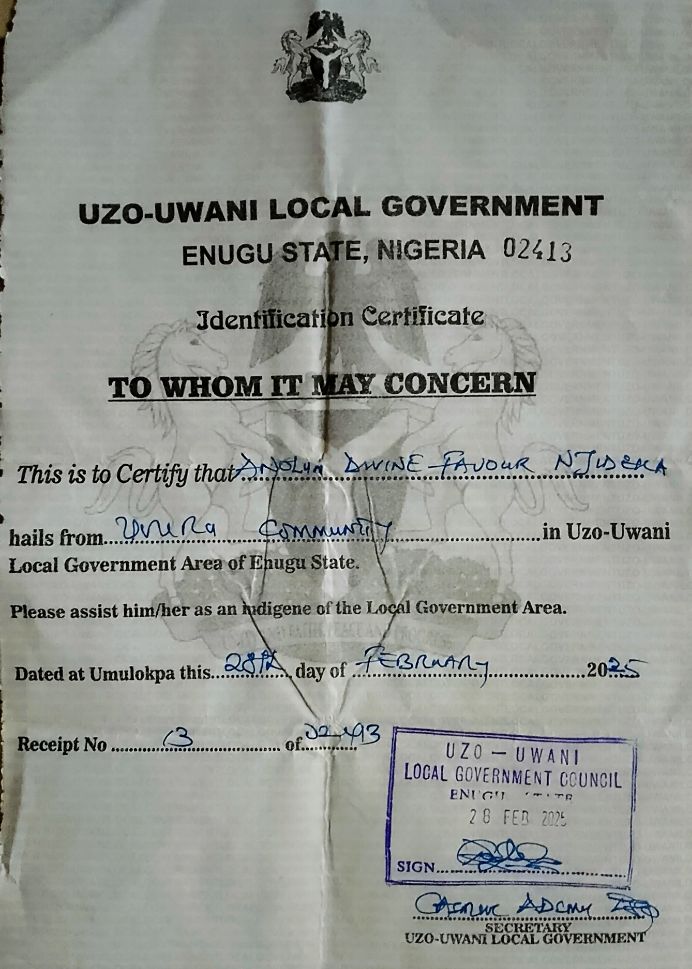 UZO-UWANI LOCAL GOVERNMENT
ENUGU STATE, NIGERIA 02413
Identification Certificate
TO WHOM IT MAY CONCERN
This is to Certify that DIVINE-FAVOUR NJIDEKA
hails from COMMUNITY in Uzo-Uwani
Local Government Area of Enugu State.
Please assist him/her as an indigene of the Local Government Area.
Dated at Umulokpa this 28th day of FEBRUARY 2025
Receipt No 13 of
UZO - UWANI
LOCAL GOVERNMENT COUNCIL
ENUGU STATE
28 FEB 2025
SIGN
SECRETARY
UZO-UWANI LOCAL GOVERNMENT